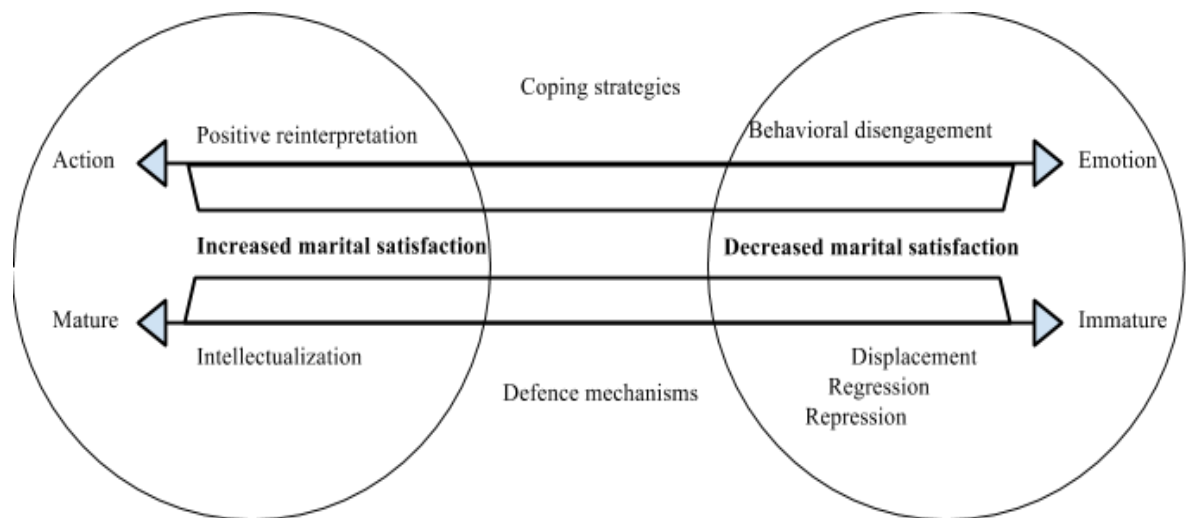 Coping strategies
Positive reinterpretation
Behavioral disengagement
Action
Emotion
Increased marital satisfaction
Decreased marital satisfaction
Mature
Immature
Intellectualization
Displacement
Regression
Defence mechanisms
Repression